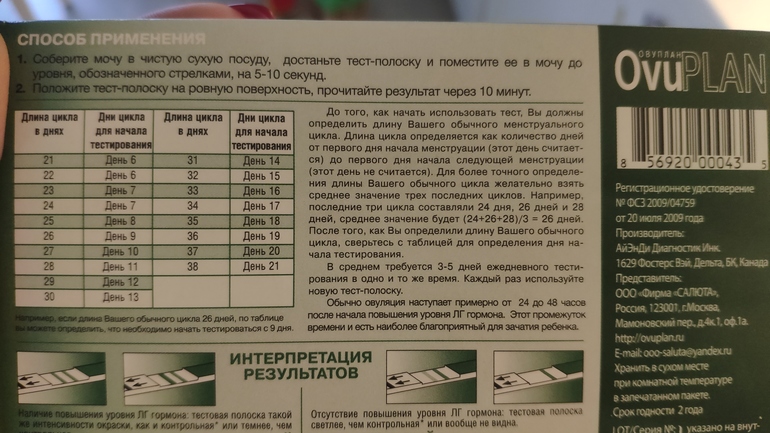 СПОСОБ ПРИМЕНЕНИЯ
1. Соберите мочу в чистую сухую посуду, достаньте тест-полоску и поместите ее в мочу до
уровня, обозначенного стрелками, на 5-10 секунд.
2. Положите тест-полоску на ровную поверхность, прочитайте результат через 10 минут.
Длина цикла в днях | Дни цикла для начала тестирования | Длина цикла в днях | Дни цикла для начала тестирования
21 | День 6 | 31 | День 14
22 | День 6 | 32 | День 15
23 | День 7 | 33 | День 16
24 | День 7 | 34 | День 17
25 | День 8 | 35 | День 18
26 | День 9 | 36 | День 19
27 | День 10 | 37 | День 20
28 | День 11 | 38 | День 21
29 | День 12
30 | День 13
Например, если длина Вашего обычного цикла 26 дней, по таблице
вы можете определить, что необходимо начать тестироваться с 9 дня.
До того, как начать использовать тест, Вы должны
определить длину Вашего обычного менструального
цикла. Длина цикла определяется как количество дней
от первого дня начала менструации (этот день считает-
ся) до первого дня начала следующей менструации
(этот день не считается). Для более точного определе-
ния длины Вашего обычного цикла желательно взять
среднее значение трех последних циклов. Например,
последние три цикла составляли 24 дня, 26 дней и 28
дней, среднее значение будет (24+26+28)/3 = 26 дней.
После того, как Вы определили длину Вашего обычного
цикла, сверьтесь с таблицей для определения дня на-
чала тестирования.
В среднем требуется 3-5 дней ежедневного тести-
рования в одно и то же время. Каждый раз используйте
новую тест-полоску.
Обычно овуляция наступает примерно от 24 до 48 часов
после начала повышения уровня ЛГ гормона. Этот промежуток
времени и есть наиболее благоприятный для зачатия ребенка.
ИНТЕРПРЕТАЦИЯ
РЕЗУЛЬТАТОВ
Наличие повышения уровня ЛГ гормона: тестовая полоска такой
же интенсивности окраски, как и контрольная* или темнее, чем
Отсутствие повышения уровня ЛГ гормона: тестовая полоска
светлее, чем контрольная* или вообще не видна.
ОВУПЛАН
OvuPLAN
8 56920 00043 5
Регистрационное удостоверение
№ ФСЗ 2009/04759
от 20 июля 2009 года
Производитель:
АйЭнДи Диагностик Инк.
1629 Фостерс Вэй, Дельта, БК, Канада
Представитель:
ООО «Фирма «САЛЮТА»,
Россия, 123001, г.Москва,
Мамоновский пер., д.4к.1, оф.1а.
http://ovuplan.ru
E-mail: ooo-saluta@yandex.ru
Хранить в сухом месте
при комнатной температуре
в запечатанном пакете.
Срок годности 2 года
LOT/Серия № указано на внут-